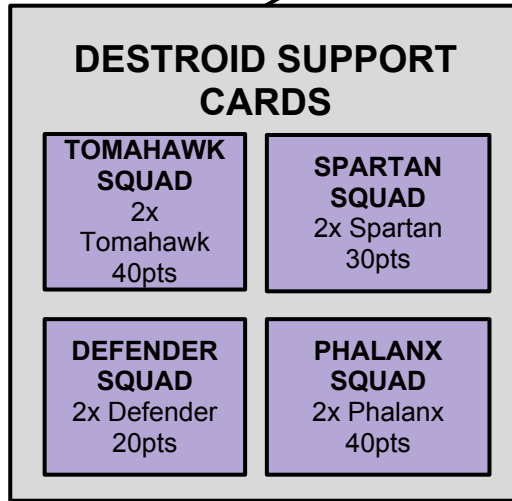 DESTROID SUPPORT
CARDS
TOMAHAWK
SQUAD
2x
Tomahawk
40pts
SPARTAN
SQUAD
2x Spartan
30pts
DEFENDER
SQUAD
2x Defender
20pts
PHALANX
SQUAD
2x Phalanx
40pts